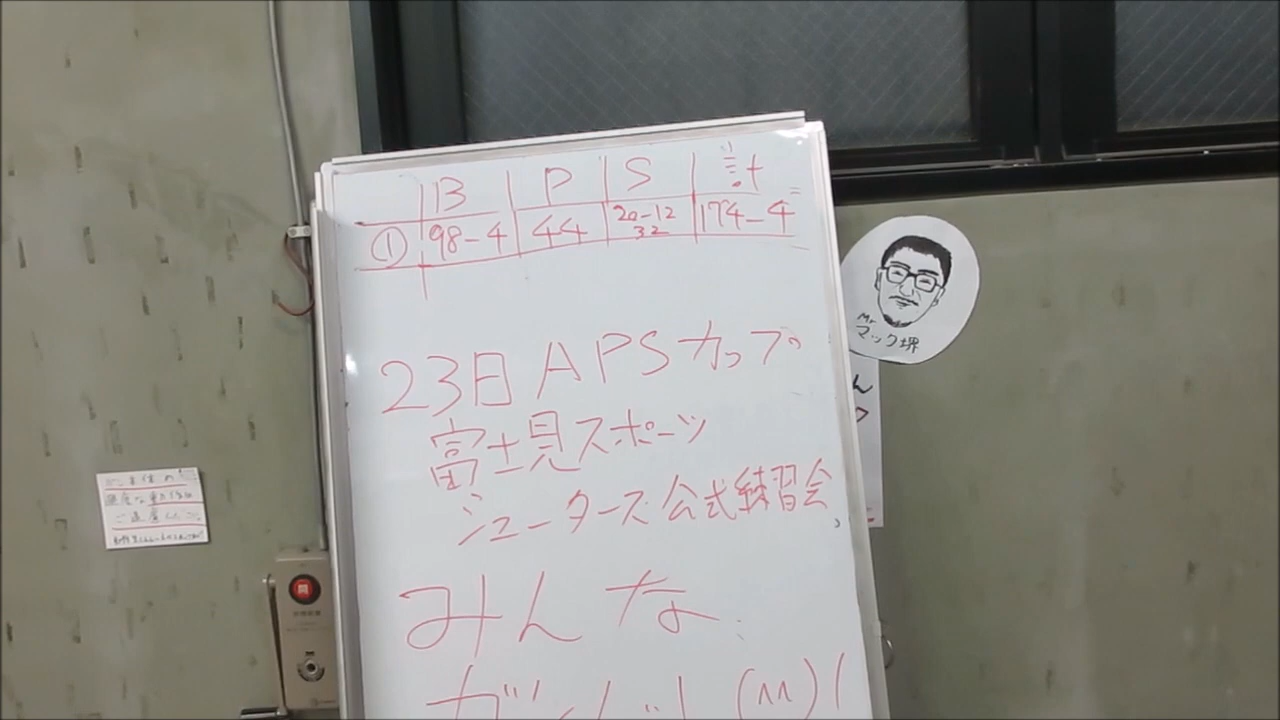 B P S 計
① 98-4 44 20-12 174-4
32
23日 APSカップ
富士見スポーツ
シューターズ公式練習会
みんな
Mr
マック堺
ん